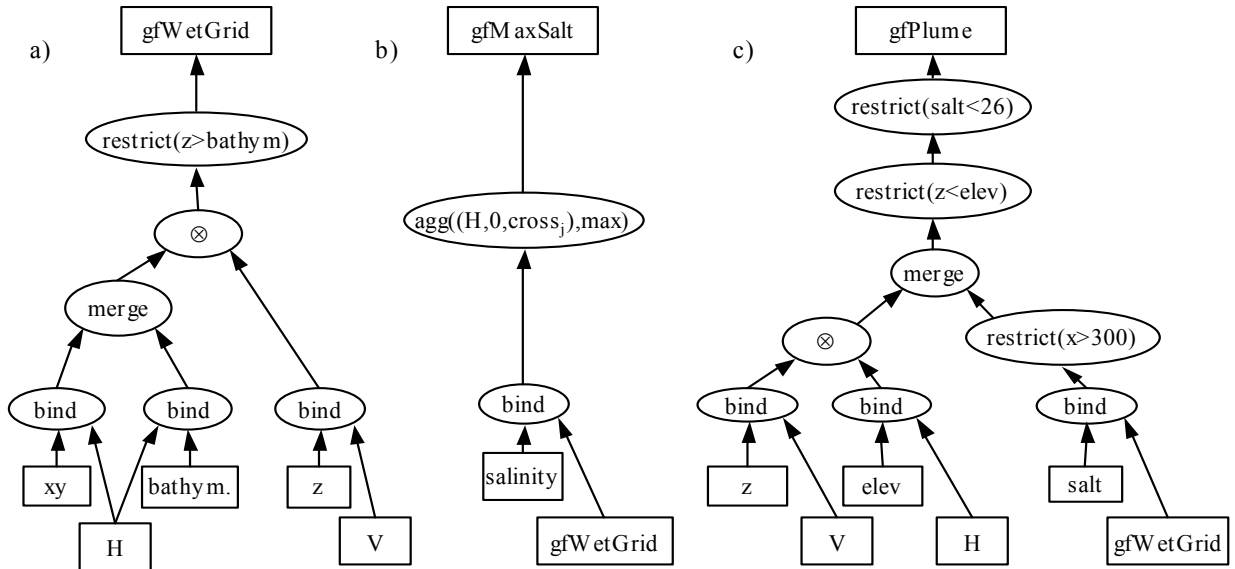 a)
gfWetGrid
restrict(z>bathym)
⊗
merge
bind
bind
bind
xy
bathym.
z
H
V
b)
gfMaxSalt
agg((H,0,cross_j),max)
bind
salinity
gfWetGrid
c)
gfPlume
restrict(salt<26)
restrict(z<elev)
merge
⊗
restrict(x>300)
bind
bind
bind
z
elev
salt
V
H
gfWetGrid